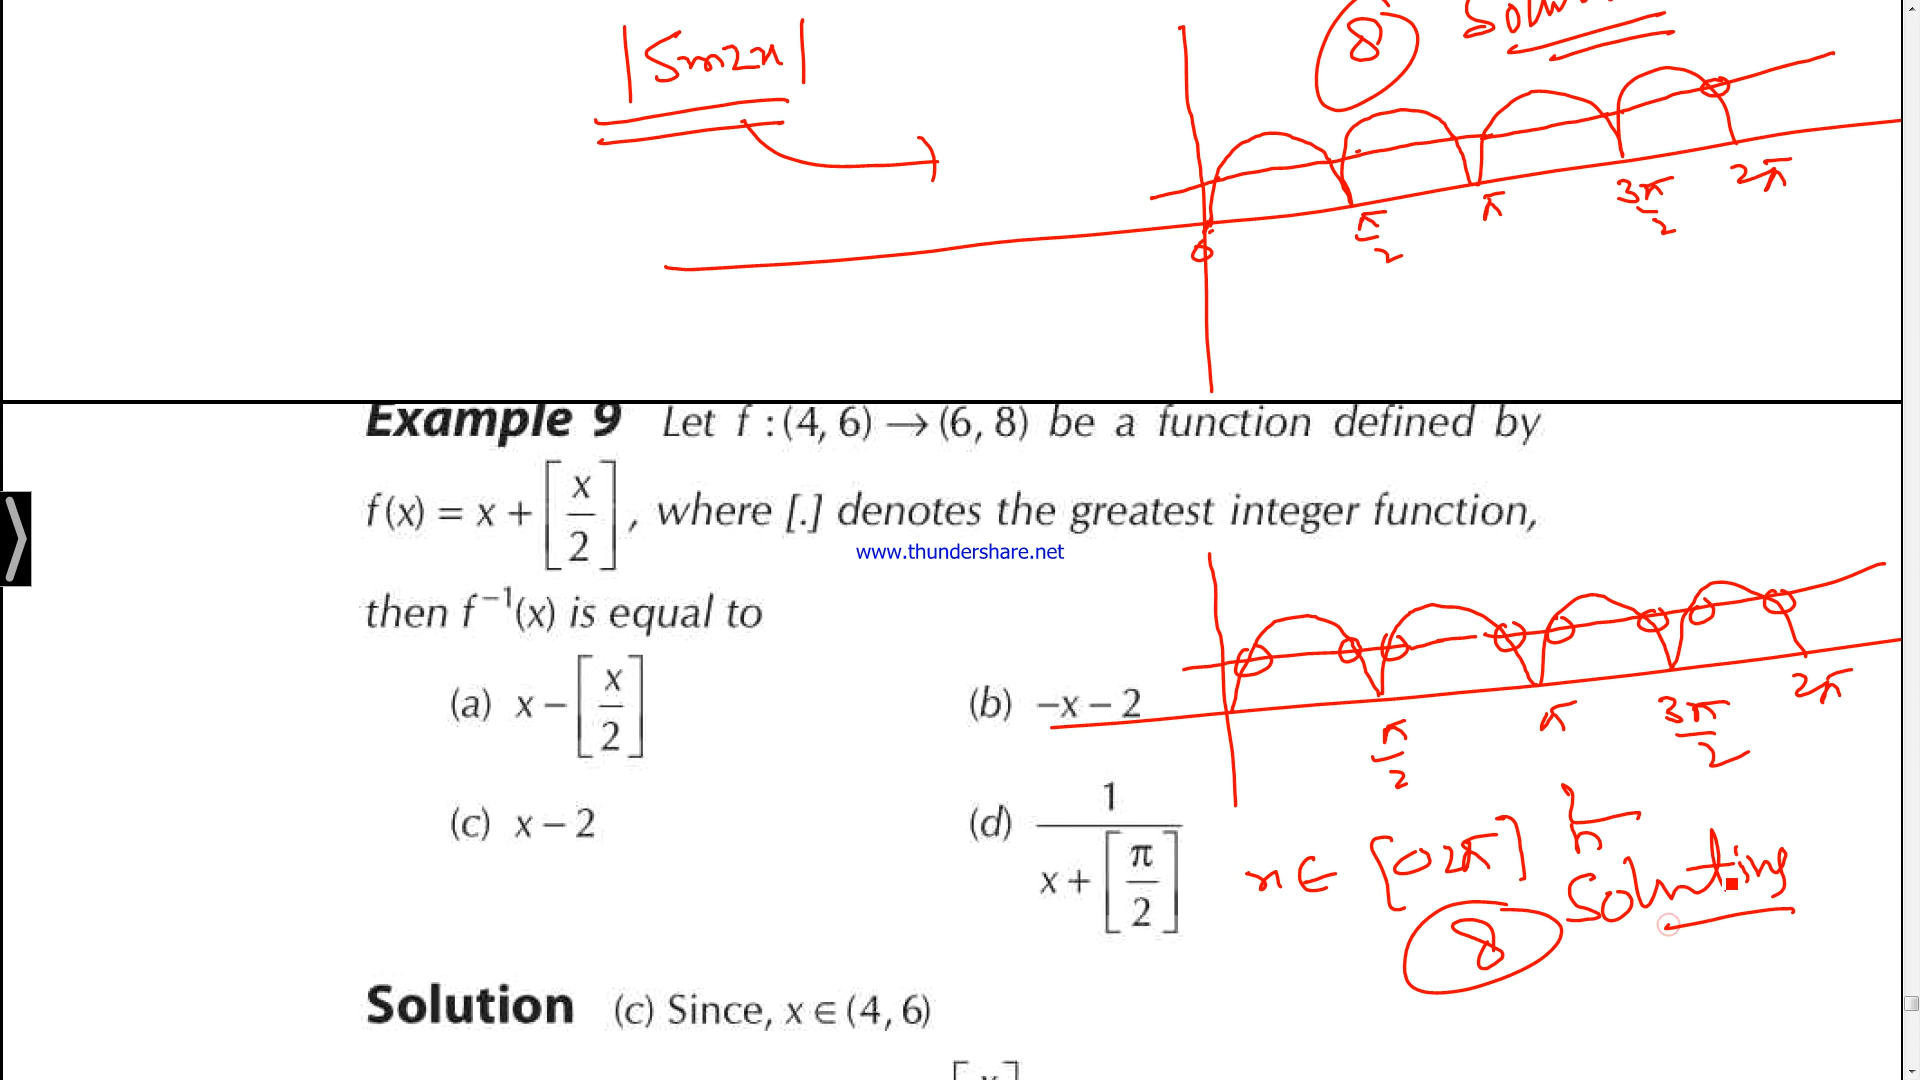 |Sin2x|
8
π/2
π
3π/2
2π
0
Example 9 Let f : (4, 6) → (6, 8) be a function defined by
f(x) = x + [x/2], where [.] denotes the greatest integer function,
www.thundershare.net
then f⁻¹(x) is equal to
(a) x − [x/2]
(b) −x − 2
(c) x − 2
(d) 1/(x + [π/2])
π/2
π
3π/2
2π
x ∈ [0 2π]
8
Solution (c) Since, x ∈ (4, 6)